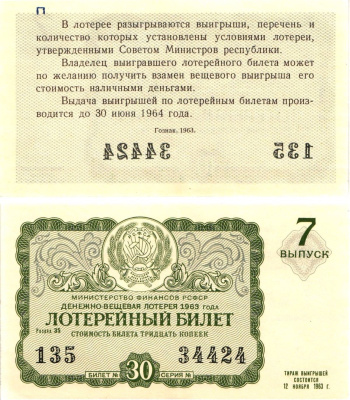 П
В лотерее разыгрываются выигрыши, перечень и
количество которых установлены условиями лотереи,
утвержденными Советом Министров республики.
Владелец выигравшего лотерейного билета может
по желанию получить взамен вещевого выигрыша его
стоимость наличными деньгами.
Выдача выигрышей по лотерейным билетам произ-
водится до 30 июня 1964 года.
Гознак. 1963.
34424 135
7
ВЫПУСК
МИНИСТЕРСТВО ФИНАНСОВ РСФСР
ДЕНЕЖНО-ВЕЩЕВАЯ ЛОТЕРЕЯ 1963 ГОДА
Разряд 35
ЛОТЕРЕЙНЫЙ БИЛЕТ
СТОИМОСТЬ БИЛЕТА ТРИДЦАТЬ КОПЕЕК
135 34424
БИЛЕТ № 30 СЕРИЯ №
ТИРАЖ ВЫИГРЫШЕЙ
СОСТОИТСЯ
12 НОЯБРЯ 1963 Г.